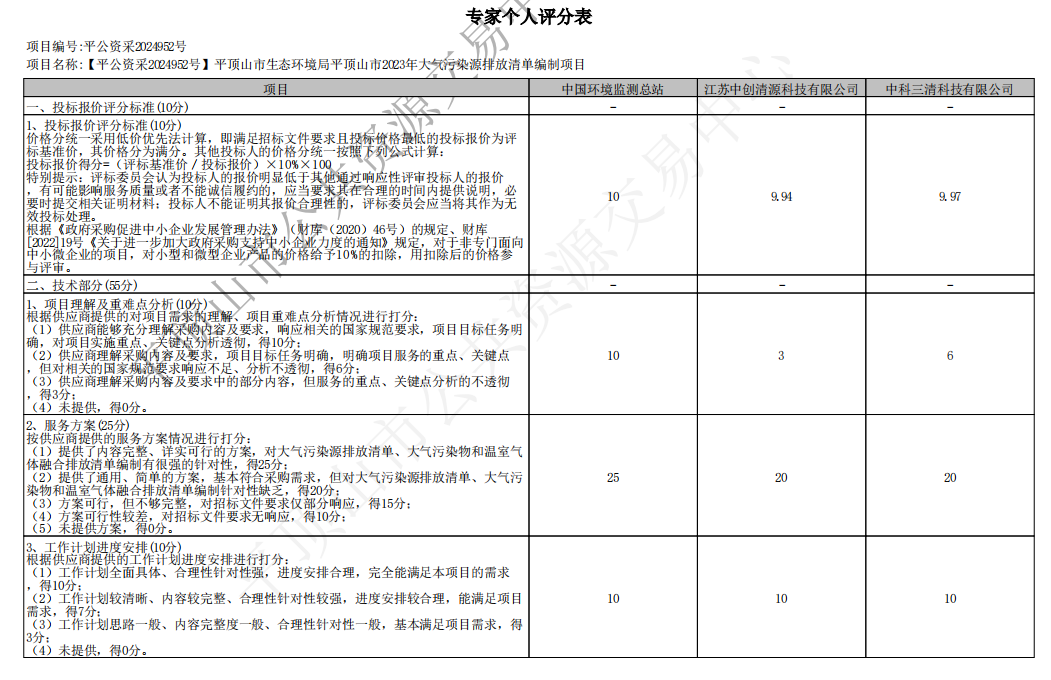 专家个人评分表
项目编号:平公资采2024952号
项目名称:【平公资采2024952号】平顶山市生态环境局平顶山市2023年大气污染源排放清单编制项目
项目 中国环境监测总站 江苏中创清源科技有限公司 中科三清科技有限公司
一、投标报价评分标准(10分) － － －
1、投标报价评分标准(10分)
价格分统一采用低价优先法计算，即满足招标文件要求且投标价格最低的投标报价为评
标基准价，其价格分为满分。其他投标人的价格分统一按照下列公式计算:
投标报价得分=（评标基准价／投标报价）×10%×100
特别提示：评标委员会认为投标人的报价明显低于其他通过响应性评审投标人的报价
，有可能影响服务质量或者不能诚信履约的，应当要求其在合理的时间内提供说明，必
要时提交相关证明材料；投标人不能证明其报价合理性的，评标委员会应当将其作为无
效投标处理。
根据《政府采购促进中小企业发展管理办法》（财库（2020）46号）的规定、财库
[2022]19号《关于进一步加大政府采购支持中小企业力度的通知》规定，对于非专门面向
中小微企业的项目，对小型和微型企业产品的价格给予10%的扣除，用扣除后的价格参
与评审。
10 9.94 9.97
二、技术部分(55分) － － －
1、项目理解及重难点分析(10分)
根据供应商提供的对项目需求的理解、项目重难点分析情况进行打分:
（1）供应商能够充分理解采购内容及要求，响应相关的国家规范要求，项目目标任务明
确，对项目实施重点、关键点分析透彻，得10分；
（2）供应商理解采购内容及要求，项目目标任务明确，明确项目服务的重点、关键点
，但对相关的国家规范要求响应不足、分析不透彻，得6分；
（3）供应商理解采购内容及要求中的部分内容，但服务的重点、关键点分析的不透彻
，得3分；
（4）未提供，得0分。
10 3 6
2、服务方案(25分)
按供应商提供的服务方案情况进行打分:
（1）提供了内容完整、详实可行的方案，对大气污染源排放清单、大气污染物和温室气
体融合排放清单编制有很强的针对性，得25分；
（2）提供了通用、简单的方案，基本符合采购需求，但对大气污染源排放清单、大气污
染物和温室气体融合排放清单编制针对性缺乏，得20分；
（3）方案可行，但不够完整，对招标文件要求仅部分响应，得15分；
（4）方案可行性较差，对招标文件要求无响应，得10分；
（5）未提供方案，得0分。
25 20 20
3、工作计划进度安排(10分)
根据供应商提供的工作计划进度安排进行打分:
（1）工作计划全面具体、合理性针对性强，进度安排合理，完全能满足本项目的需求
，得10分；
（2）工作计划较清晰、内容较完整、合理性针对性较强，进度安排较合理，能满足项目
需求，得7分；
（3）工作计划思路一般、内容完整度一般、合理性针对性一般，基本满足项目需求，得
3分；
（4）未提供，得0分。
10 10 10
平顶山市公共资源交易中心
平顶山市公共资源交易中心